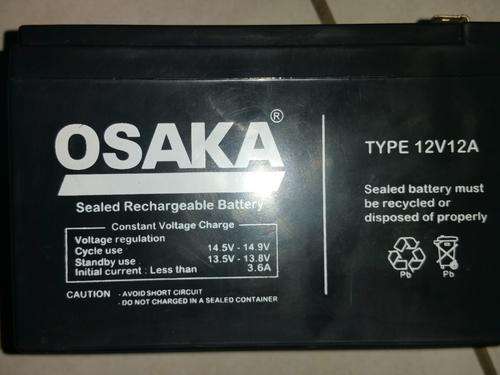 OSAKA®
Sealed Rechargeable Battery
Constant Voltage Charge
Voltage regulation
Cycle use 14.5V - 14.9V
Standby use 13.5V - 13.8V
Initial current : Less than 3.6A
CAUTION - AVOID SHORT CIRCUIT
- DO NOT CHARGED IN A SEALED CONTAINER
TYPE 12V12A
Sealed battery must
be recycled or
disposed of properly
Pb Pb